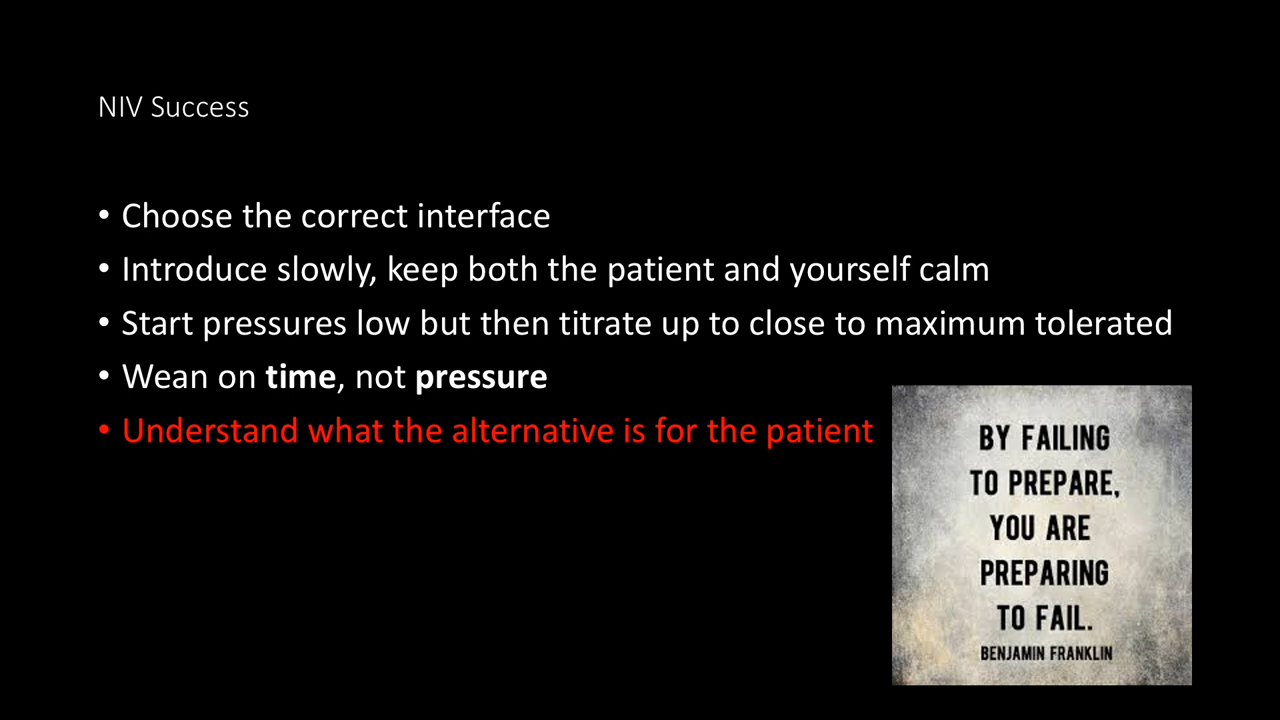 NIV Success
• Choose the correct interface
• Introduce slowly, keep both the patient and yourself calm
• Start pressures low but then titrate up to close to maximum tolerated
• Wean on time, not pressure
• Understand what the alternative is for the patient
BY FAILING
TO PREPARE,
YOU ARE
PREPARING
TO FAIL.
BENJAMIN FRANKLIN